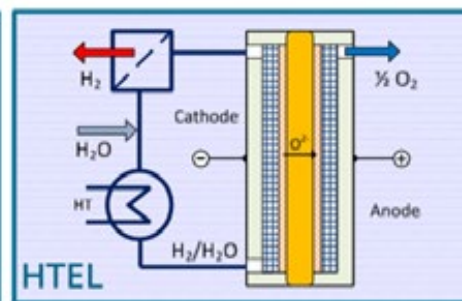 H₂
½ O₂
Cathode
H₂O
O²⁻
−
+
HT
Anode
H₂/H₂O
HTEL